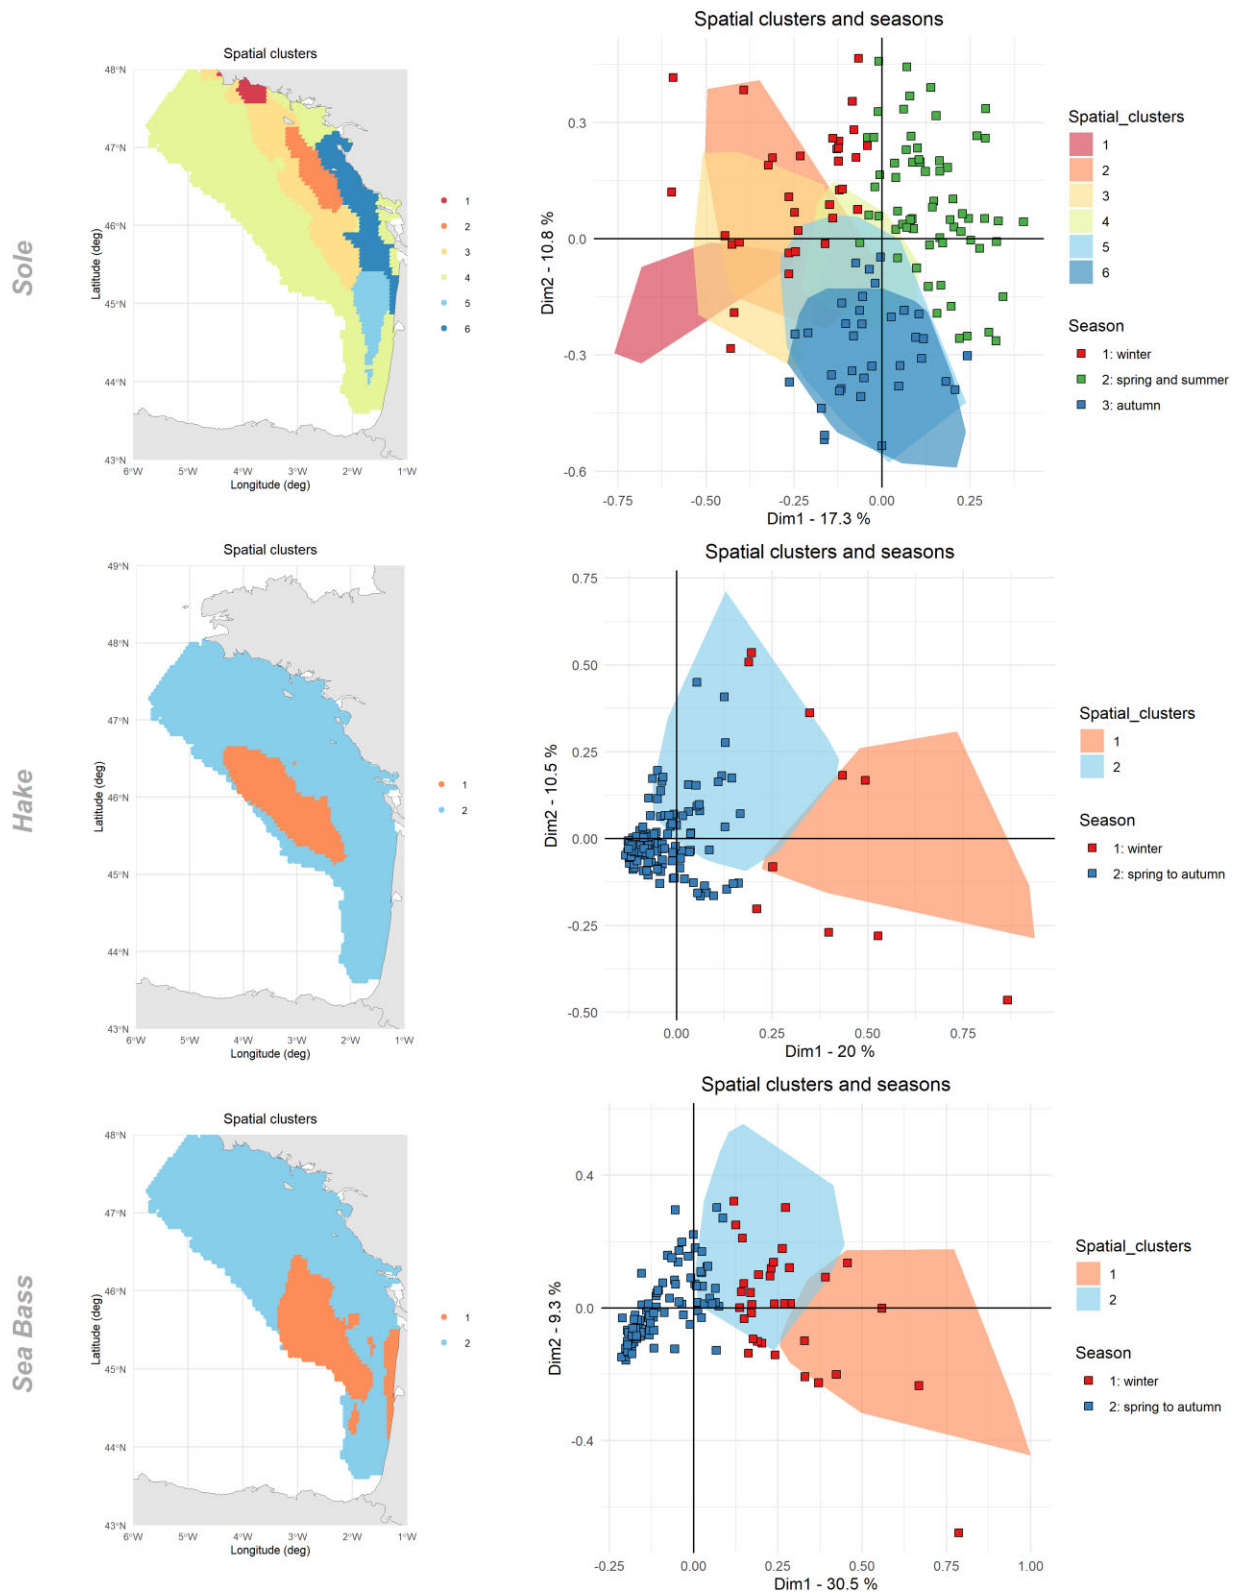 Sole
Spatial clusters
48°N
47°N
46°N
45°N
44°N
43°N
Latitude (deg)
6°W 5°W 4°W 3°W 2°W 1°W
Longitude (deg)
1
2
3
4
5
6
Spatial clusters and seasons
0.3
0.0
-0.3
-0.6
Dim2 - 10.8 %
-0.75 -0.50 -0.25 0.00 0.25
Dim1 - 17.3 %
Spatial_clusters
1
2
3
4
5
6
Season
1: winter
2: spring and summer
3: autumn
Hake
Spatial clusters
49°N
48°N
47°N
46°N
45°N
44°N
43°N
Latitude (deg)
6°W 5°W 4°W 3°W 2°W 1°W
Longitude (deg)
1
2
Spatial clusters and seasons
0.75
0.50
0.25
0.00
-0.25
-0.50
Dim2 - 10.5 %
0.00 0.25 0.50 0.75
Dim1 - 20 %
Spatial_clusters
1
2
Season
1: winter
2: spring to autumn
Sea Bass
Spatial clusters
48°N
47°N
46°N
45°N
44°N
43°N
Latitude (deg)
6°W 5°W 4°W 3°W 2°W 1°W
Longitude (deg)
1
2
Spatial clusters and seasons
0.4
0.0
-0.4
Dim2 - 9.3 %
-0.25 0.00 0.25 0.50 0.75 1.00
Dim1 - 30.5 %
Spatial_clusters
1
2
Season
1: winter
2: spring to autumn